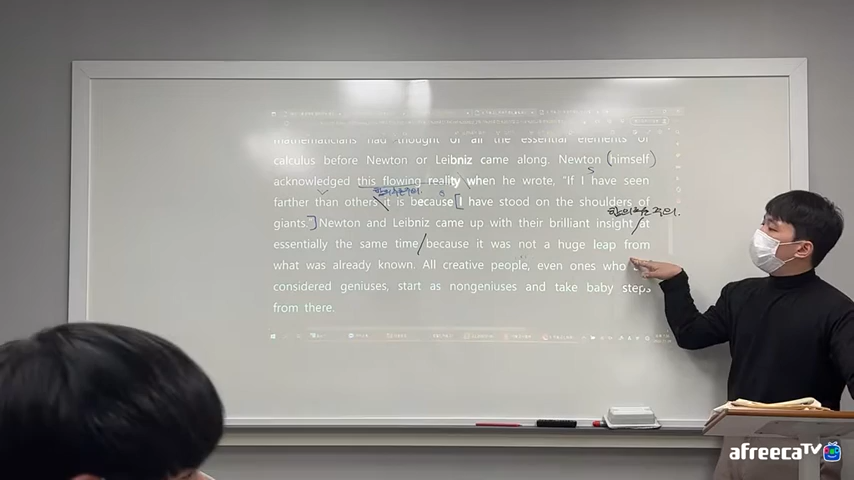 mathematicians had thought of all the essential elements of
calculus before Newton or Leibniz came along. Newton (himself)
S
acknowledged this flowing reality when he wrote, "If I have seen
farther than others it is because [I have stood on the shoulders of
giants."] Newton and Leibniz came up with their brilliant insight / at
essentially the same time / because it was not a huge leap from
what was already known. All creative people, even ones who
considered geniuses, start as nongeniuses and take baby steps
from there.
afreecaTV